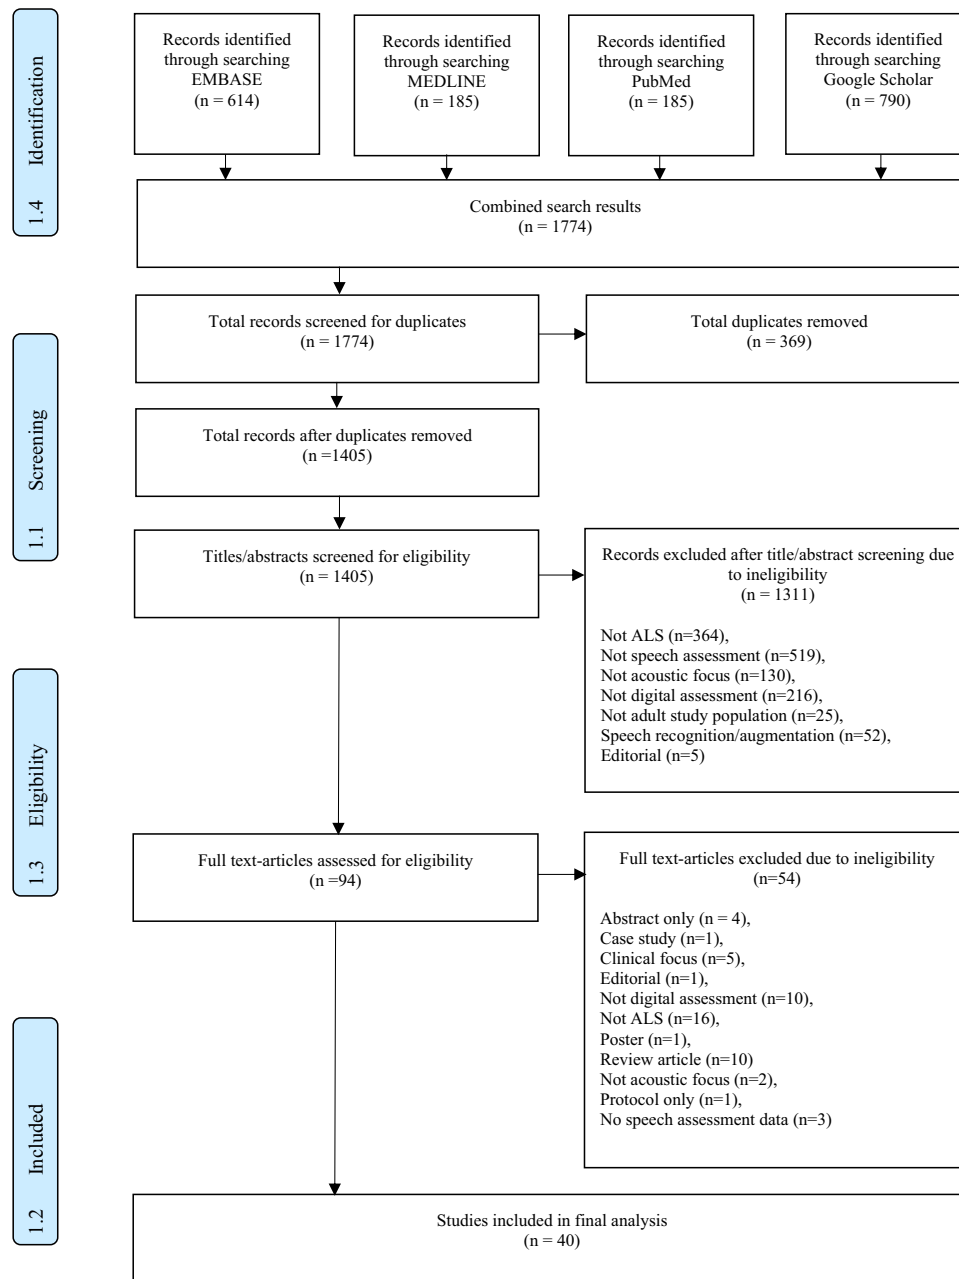 1.4 Identification
Records identified
through searching
EMBASE
(n = 614)
Records identified
through searching
MEDLINE
(n = 185)
Records identified
through searching
PubMed
(n = 185)
Records identified
through searching
Google Scholar
(n = 790)
Combined search results
(n = 1774)
1.1 Screening
Total records screened for duplicates
(n = 1774)
Total duplicates removed
(n = 369)
Total records after duplicates removed
(n =1405)
Titles/abstracts screened for eligibility
(n = 1405)
Records excluded after title/abstract screening due
to ineligibility
(n = 1311)
Not ALS (n=364),
Not speech assessment (n=519),
Not acoustic focus (n=130),
Not digital assessment (n=216),
Not adult study population (n=25),
Speech recognition/augmentation (n=52),
Editorial (n=5)
1.3 Eligibility
Full text-articles assessed for eligibility
(n =94)
Full text-articles excluded due to ineligibility
(n=54)
Abstract only (n = 4),
Case study (n=1),
Clinical focus (n=5),
Editorial (n=1),
Not digital assessment (n=10),
Not ALS (n=16),
Poster (n=1),
Review article (n=10)
Not acoustic focus (n=2),
Protocol only (n=1),
No speech assessment data (n=3)
1.2 Included
Studies included in final analysis
(n = 40)